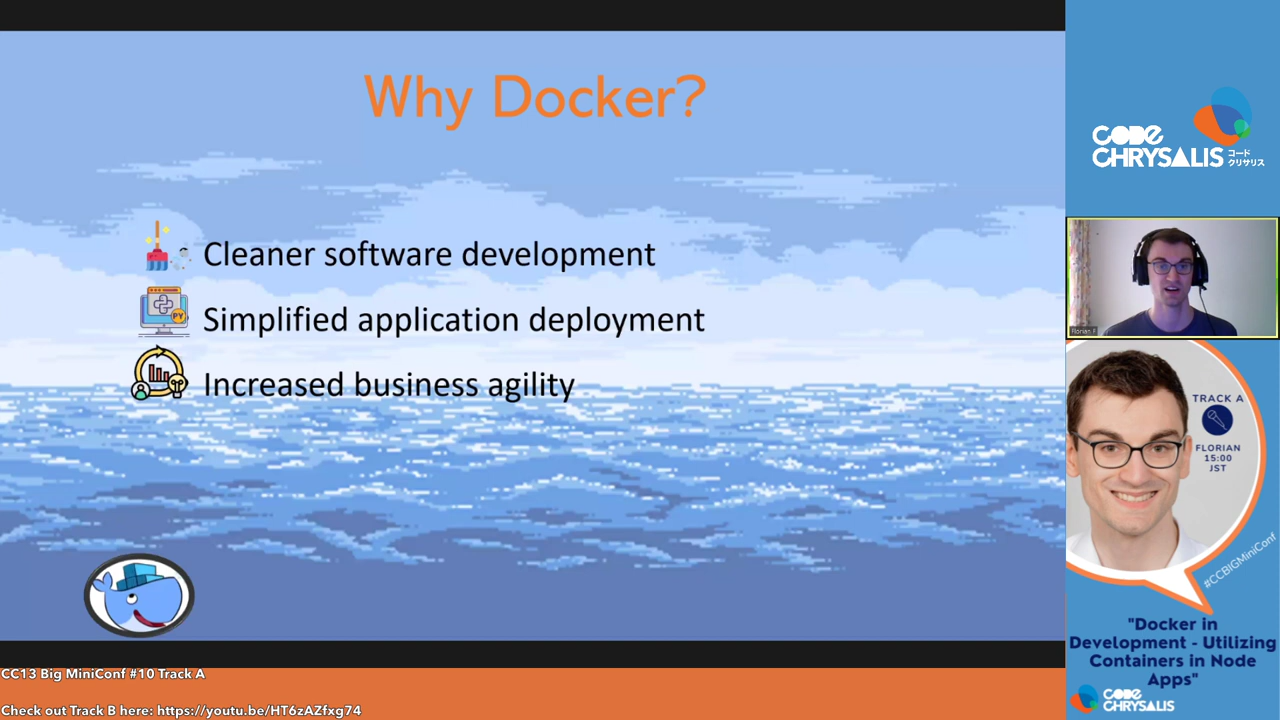 Why Docker?
Cleaner software development
Simplified application deployment
PY
Increased business agility
CC13 Big MiniConf #10 Track A
Check out Track B here: https://youtu.be/HT6zAZfxg74
CODE
CHRYSALIS
コード
クリサリス
Florian F
TRACK A
FLORIAN
15:00
JST
#CCBIGMiniConf
"Docker in
Development - Utilizing
Containers in Node
Apps"
CODE
CHRYSALIS